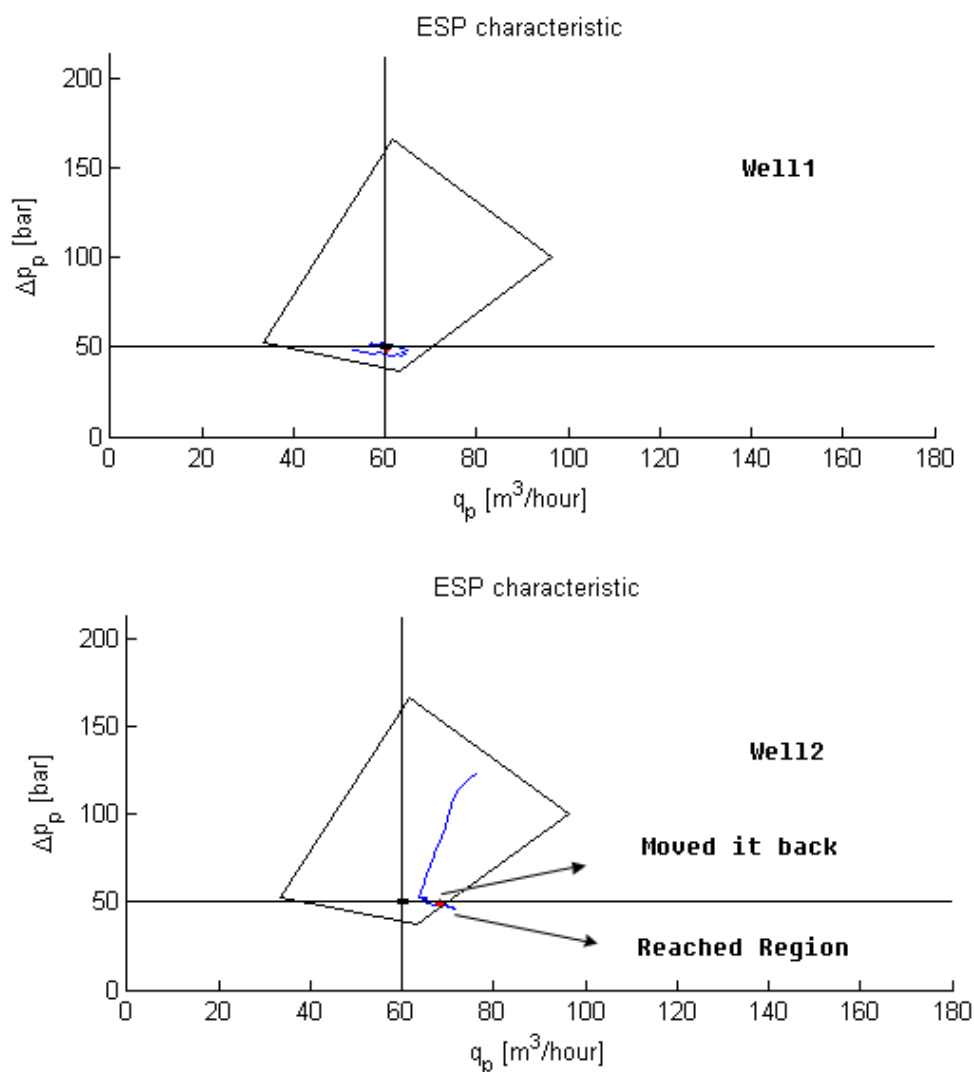 ESP characteristic
200
150
100
50
0
Δp_p [bar]
Well1
0 20 40 60 80 100 120 140 160 180
q_p [m^3/hour]
ESP characteristic
200
150
100
50
0
Δp_p [bar]
Well2
Moved it back
Reached Region
0 20 40 60 80 100 120 140 160 180
q_p [m^3/hour]